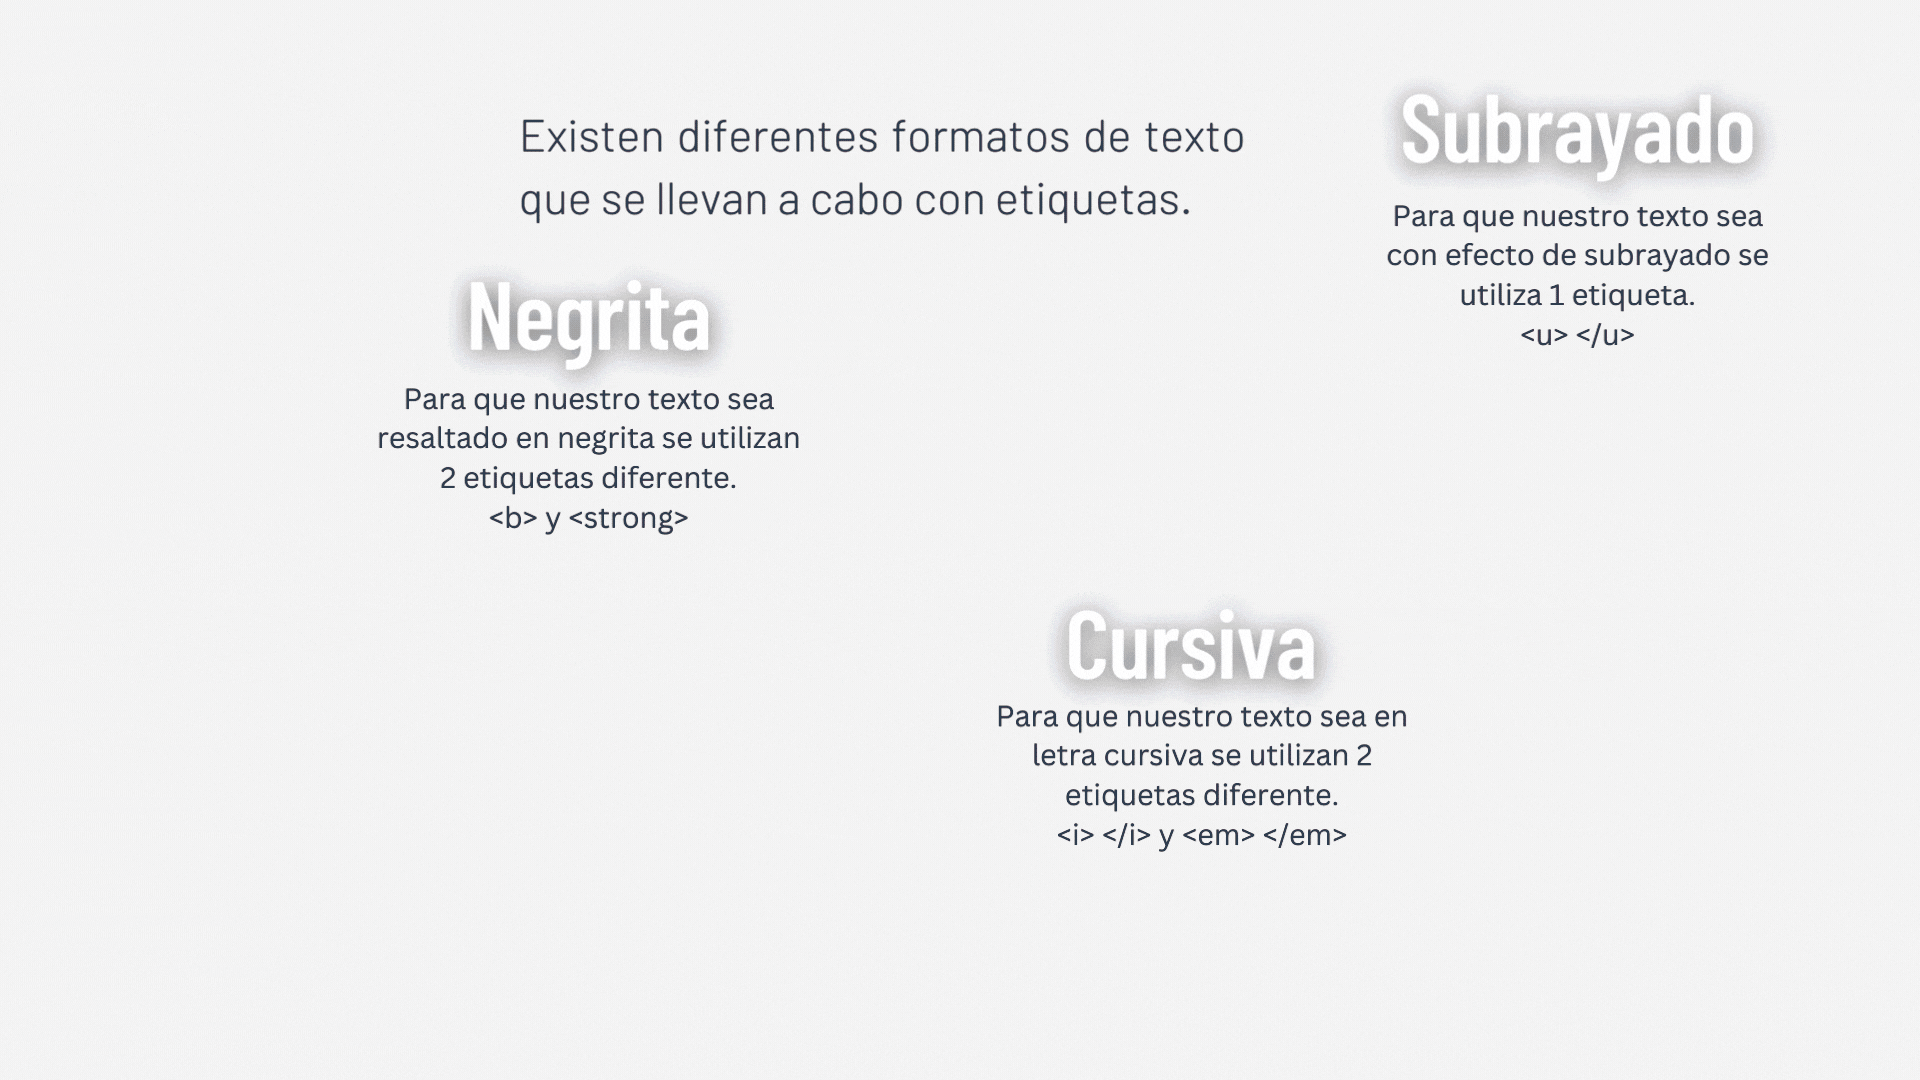 Existen diferentes formatos de texto
que se llevan a cabo con etiquetas.
Negrita
Para que nuestro texto sea
resaltado en negrita se utilizan
2 etiquetas diferente.
<b> y <strong>
Subrayado
Para que nuestro texto sea
con efecto de subrayado se
utiliza 1 etiqueta.
<u> </u>
Cursiva
Para que nuestro texto sea en
letra cursiva se utilizan 2
etiquetas diferente.
<i> </i> y <em> </em>